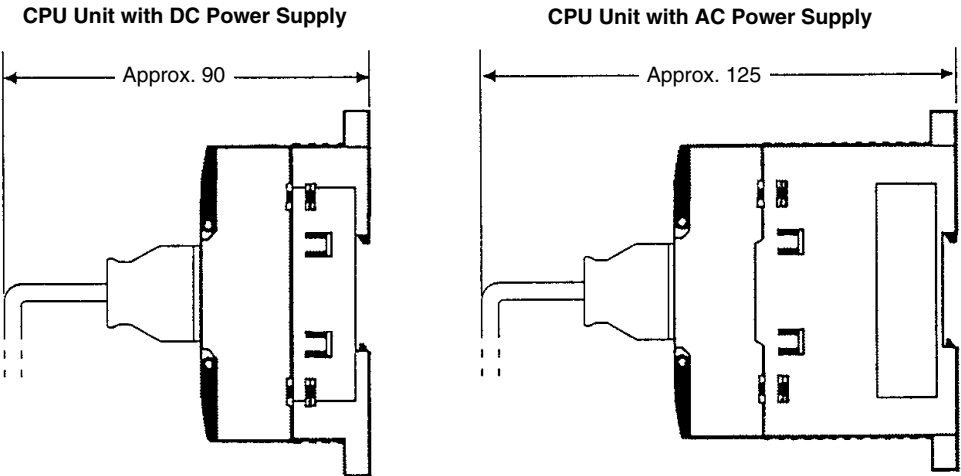 CPU Unit with DC Power Supply
CPU Unit with AC Power Supply
Approx. 90
Approx. 125